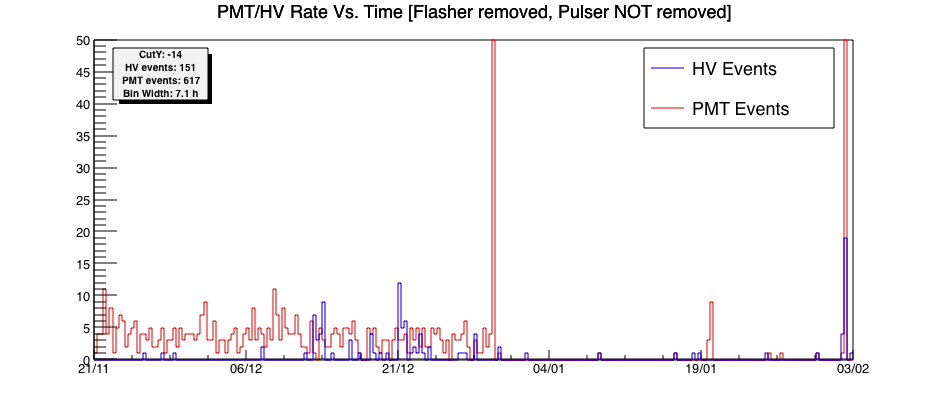 PMT/HV Rate Vs. Time [Flasher removed, Pulser NOT removed]
CutY: -14
HV events: 151
PMT events: 617
Bin Width: 7.1 h
HV Events
PMT Events
50
45
40
35
30
25
20
15
10
5
0
21/11 06/12 21/12 04/01 19/01 03/02